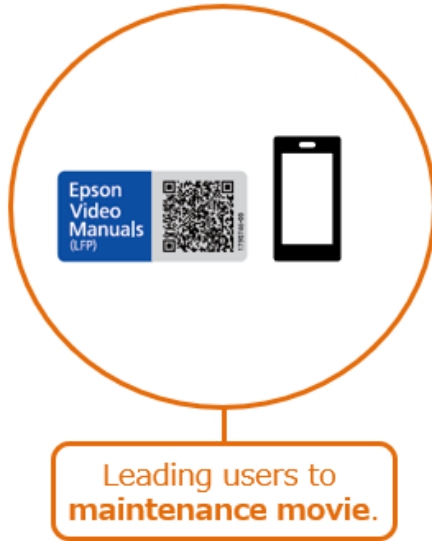 Epson
Video
Manuals
(LFP)
Leading users to
maintenance movie.